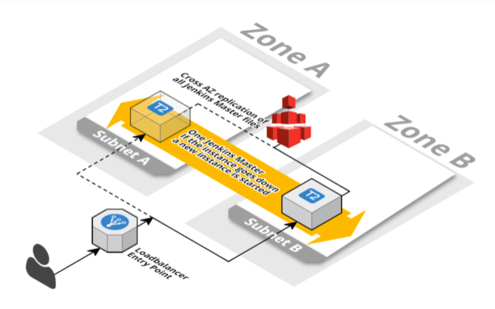 Zone A
Cross AZ replication of
all Jenkins Master files
T2
Subnet A
One Jenkins Master
if the instance goes down
a new instance is started
Zone B
T2
Subnet B
Loadbalancer
Entry Point